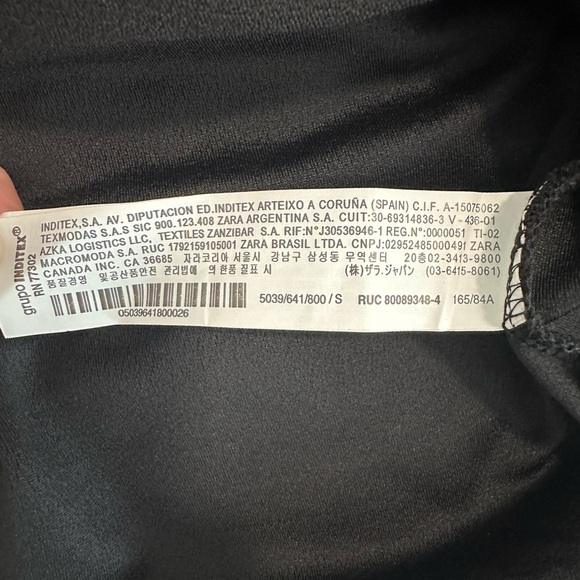 grupo INDITEX®
RN 77302
INDITEX,S.A. AV. DIPUTACION ED.INDITEX ARTEIXO A CORUÑA (SPAIN) C.I.F. A-15075062
TEXMODAS S.A.S SIC 900.123.408 ZARA ARGENTINA S.A. CUIT:30-69314836-3 V-436-01
AZKA LOGISTICS LLC, TEXTILES ZANZIBAR S.A. RIF:N°J30536946-1 REG.N°0000051 TI-02
MACROMODA S.A. RUC 1792159105001 ZARA BRASIL LTDA. CNPJ:02952485000491 ZARA
CANADA INC. CA 36685 자라코리아 서울시 강남구 삼성동 무역센터 20층02-3413-9800
품질경영 및공산품안전 관리법에 의한품 질표 시 (株) ザラ.ジャパン (03-6415-8061)
05039641800026
5039/641/800/S RUC 80089348-4 165/84A